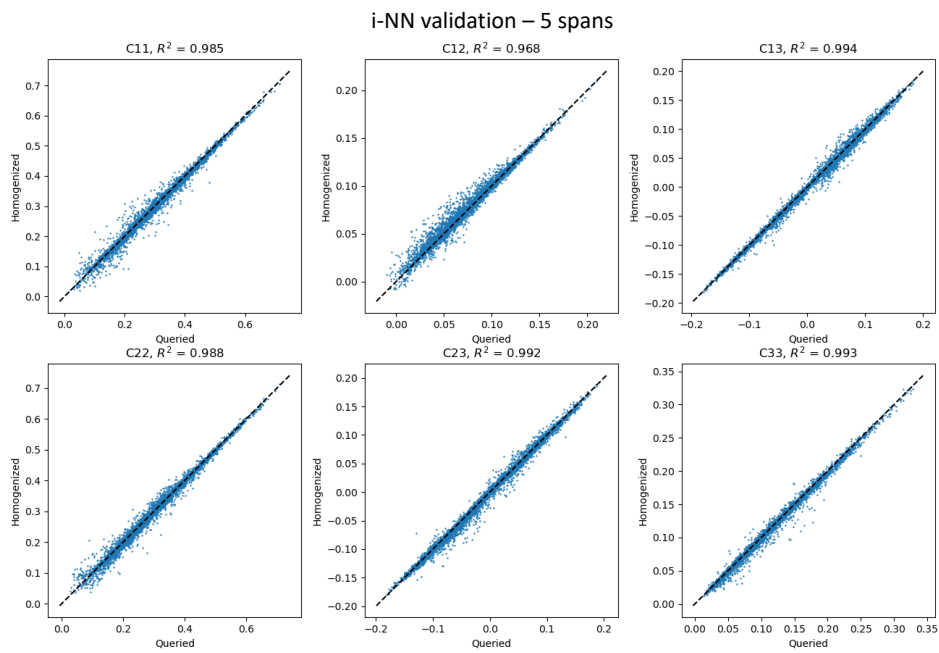 i-NN validation – 5 spans
C11, R² = 0.985
0.7
0.6
0.5
0.4
0.3
0.2
0.1
0.0
Homogenized
0.0 0.2 0.4 0.6
Queried
C12, R² = 0.968
0.20
0.15
0.10
0.05
0.00
Homogenized
0.00 0.05 0.10 0.15 0.20
Queried
C13, R² = 0.994
0.20
0.15
0.10
0.05
0.00
−0.05
−0.10
−0.15
−0.20
Homogenized
−0.2 −0.1 0.0 0.1 0.2
Queried
C22, R² = 0.988
0.7
0.6
0.5
0.4
0.3
0.2
0.1
0.0
Homogenized
0.0 0.2 0.4 0.6
Queried
C23, R² = 0.992
0.20
0.15
0.10
0.05
0.00
−0.05
−0.10
−0.15
−0.20
Homogenized
−0.2 −0.1 0.0 0.1 0.2
Queried
C33, R² = 0.993
0.35
0.30
0.25
0.20
0.15
0.10
0.05
0.00
Homogenized
0.00 0.05 0.10 0.15 0.20 0.25 0.30 0.35
Queried